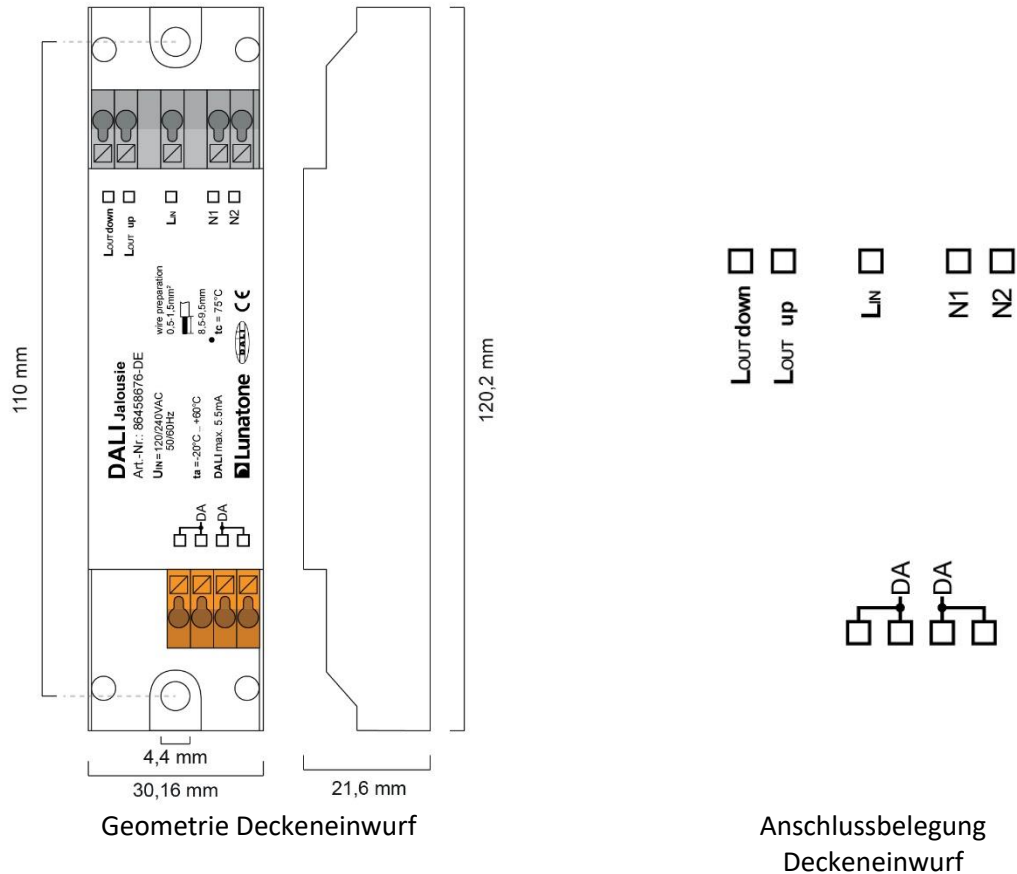 110 mm
LOUT down
LOUT up
LIN
N1
N2
wire preparation
0,5-1,5mm²
8,5-9,5mm
tc = 75°C
DALI Jalousie
Art.-Nr.: 86458676-DE
UIN = 120/240VAC
50/60Hz
ta = -20°C ... +60°C
DALI max. 5.5mA
Lunatone
DALI
CE
DA
DA
4,4 mm
30,16 mm
Geometrie Deckeneinwurf
120,2 mm
21,6 mm
LOUT down
LOUT up
LIN
N1
N2
DA
DA
Anschlussbelegung
Deckeneinwurf